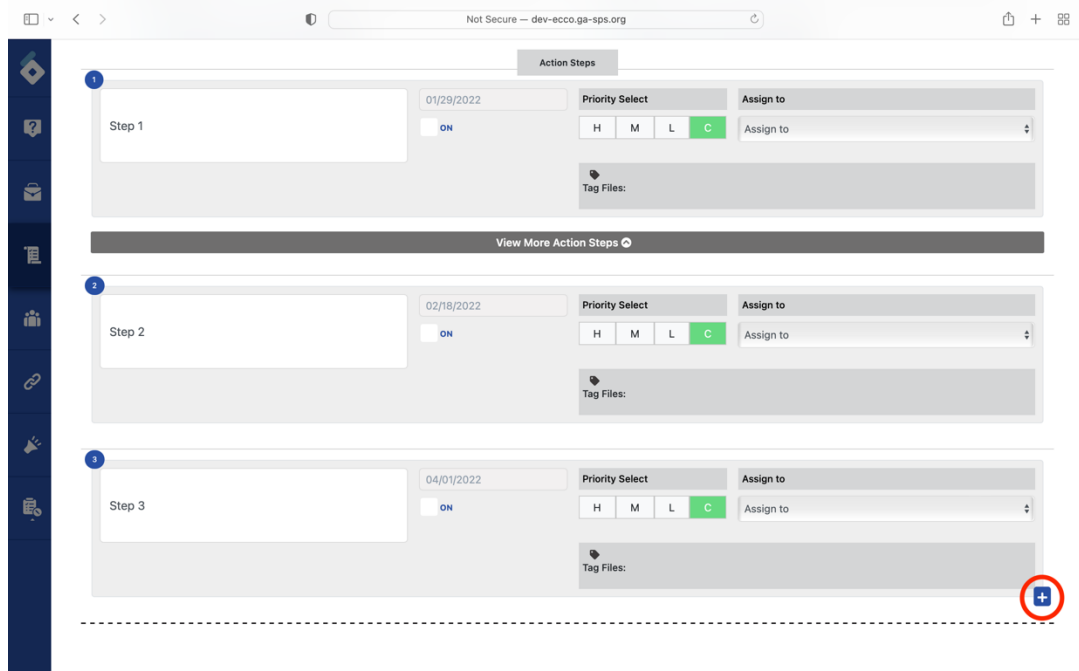 Not Secure — dev-ecco.ga-sps.org
Action Steps
1
Step 1
01/29/2022
ON
Priority Select
H M L C
Assign to
Assign to
Tag Files:
View More Action Steps
2
Step 2
02/18/2022
ON
Priority Select
H M L C
Assign to
Assign to
Tag Files:
3
Step 3
04/01/2022
ON
Priority Select
H M L C
Assign to
Assign to
Tag Files: